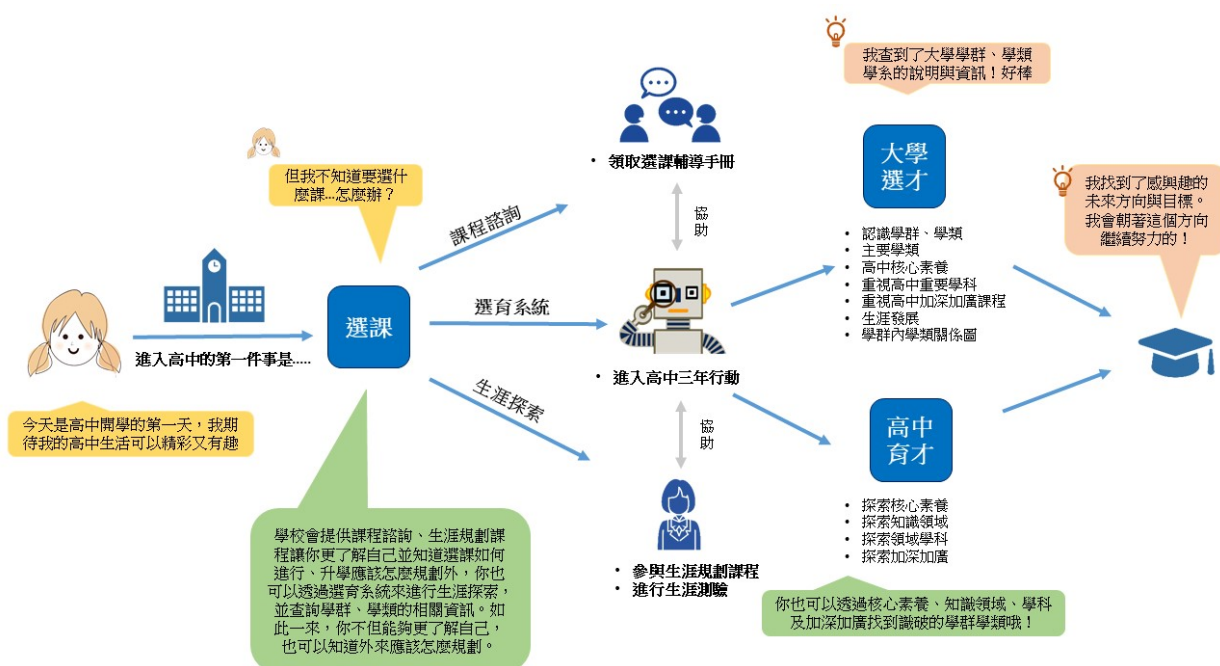 我查到了大學學群、學類
學系的說明與資訊！好棒
但我不知道要選什
麼課...怎麼辦？
• 領取選課輔導手冊
大學
選才
我找到了感興趣的
未來方向與目標。
我會朝著這個方向
繼續努力的！
課程諮詢
協助
• 認識學群、學類
• 主要學類
• 高中核心素養
• 重視高中重要學科
• 重視高中加深加廣課程
• 生涯發展
• 學群內學類關係圖
進入高中的第一件事是.....
選課
選育系統
• 進入高中三年行動
生涯探索
今天是高中開學的第一天，我期
待我的高中生活可以精彩又有趣
協助
高中
育才
• 探索核心素養
• 探索知識領域
• 探索領域學科
• 探索加深加廣
學校會提供課程諮詢、生涯規劃課
程讓你更了解自己並知道選課如何
進行、升學應該怎麼規劃外，你也
可以透過選育系統來進行生涯探索，
並查詢學群、學類的相關資訊。如
此一來，你不但能夠更了解自己，
也可以知道外來應該怎麼規劃。
• 參與生涯規劃課程
• 進行生涯測驗
你也可以透過核心素養、知識領域、學科
及加深加廣找到識破的學群學類哦！